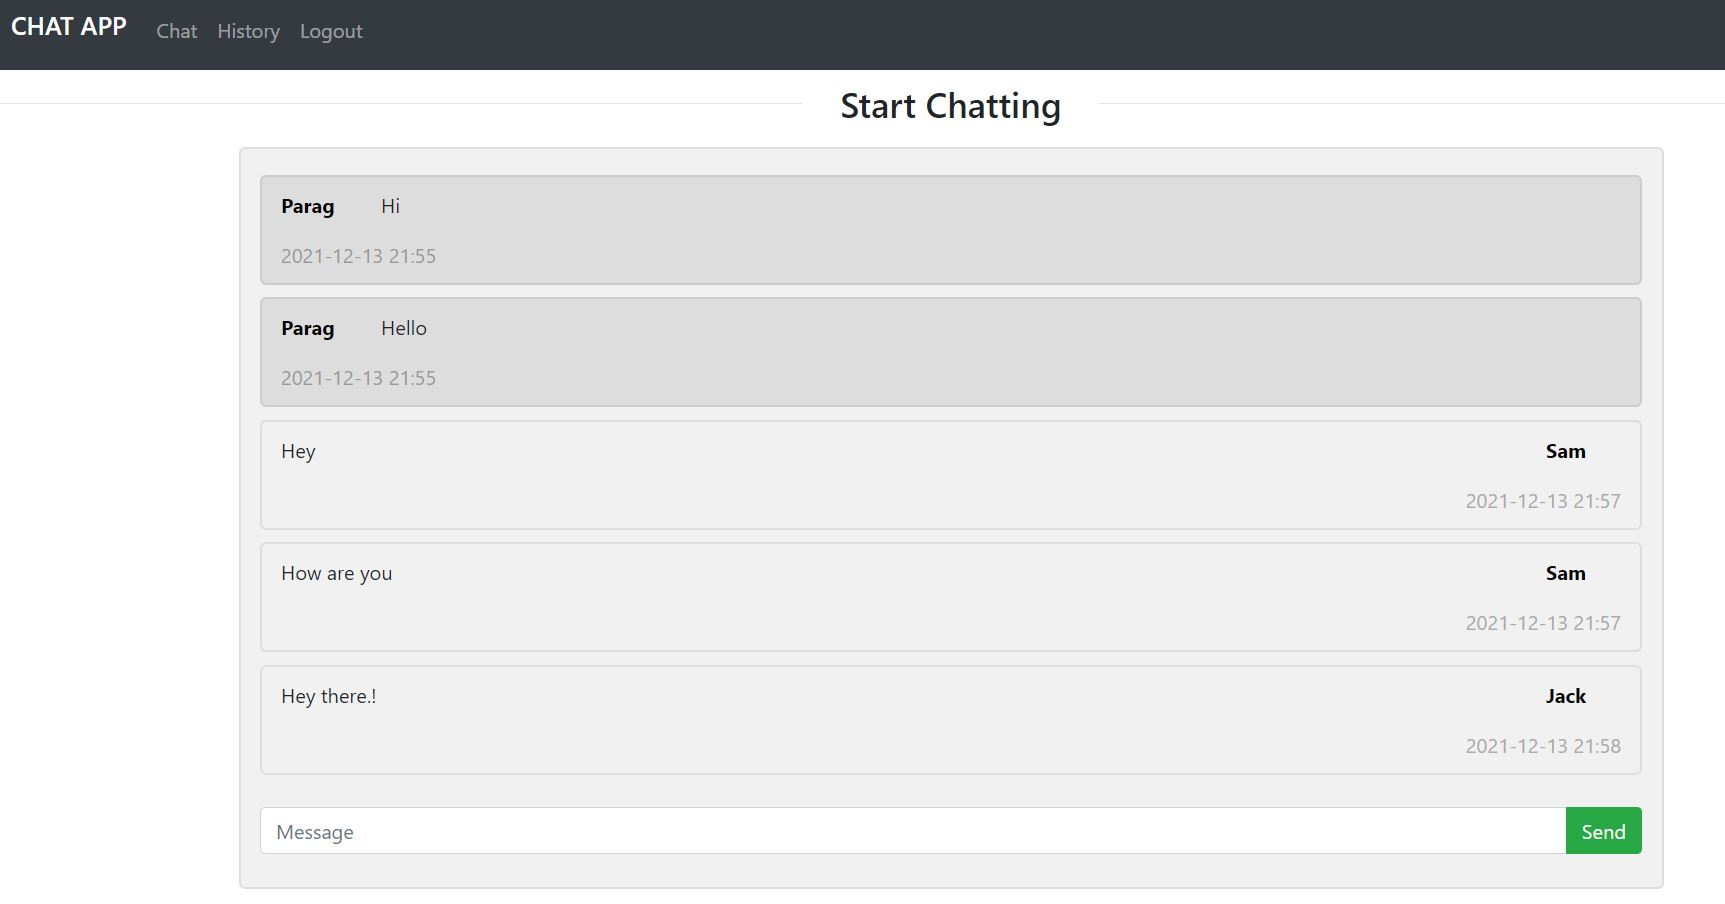 CHAT APP Chat History Logout
Start Chatting
Parag Hi
2021-12-13 21:55
Parag Hello
2021-12-13 21:55
Hey Sam
2021-12-13 21:57
How are you Sam
2021-12-13 21:57
Hey there.! Jack
2021-12-13 21:58
Message Send